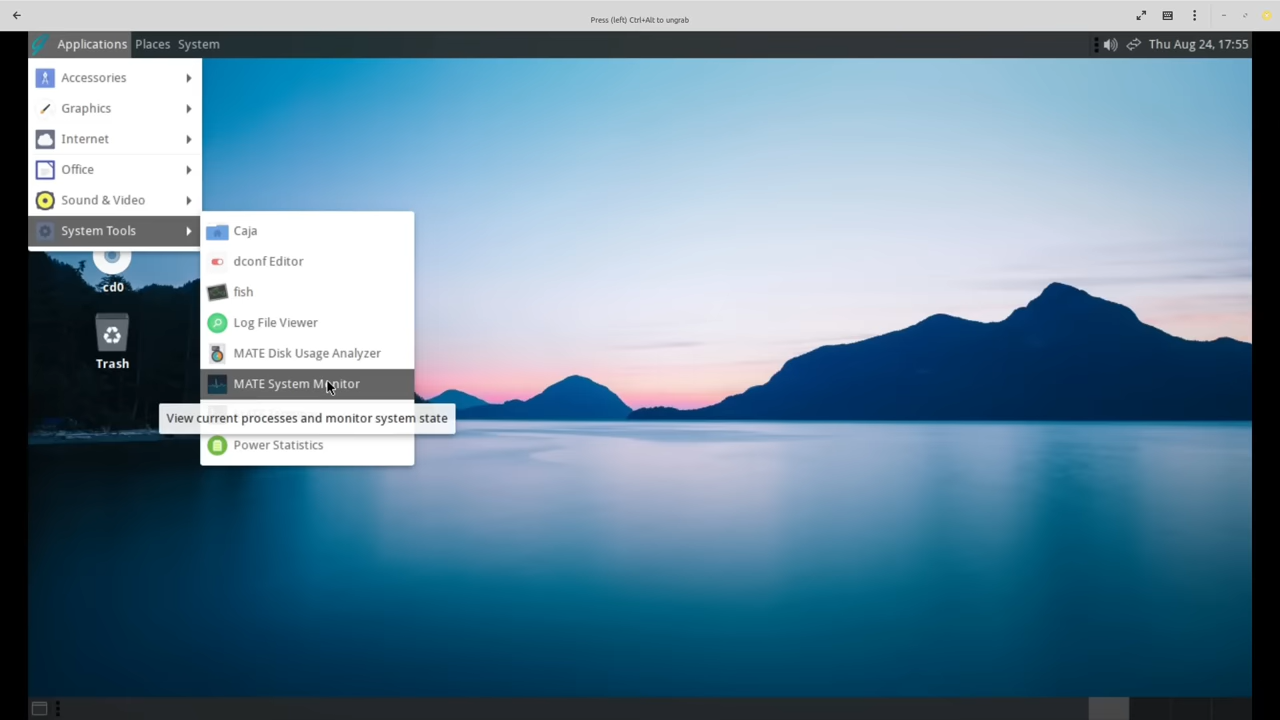 Press (left) Ctrl+Alt to ungrab
Applications Places System
Thu Aug 24, 17:55
Accessories
Graphics
Internet
Office
Sound & Video
System Tools
Caja
dconf Editor
fish
Log File Viewer
MATE Disk Usage Analyzer
MATE System Monitor
View current processes and monitor system state
Power Statistics
cd0
Trash